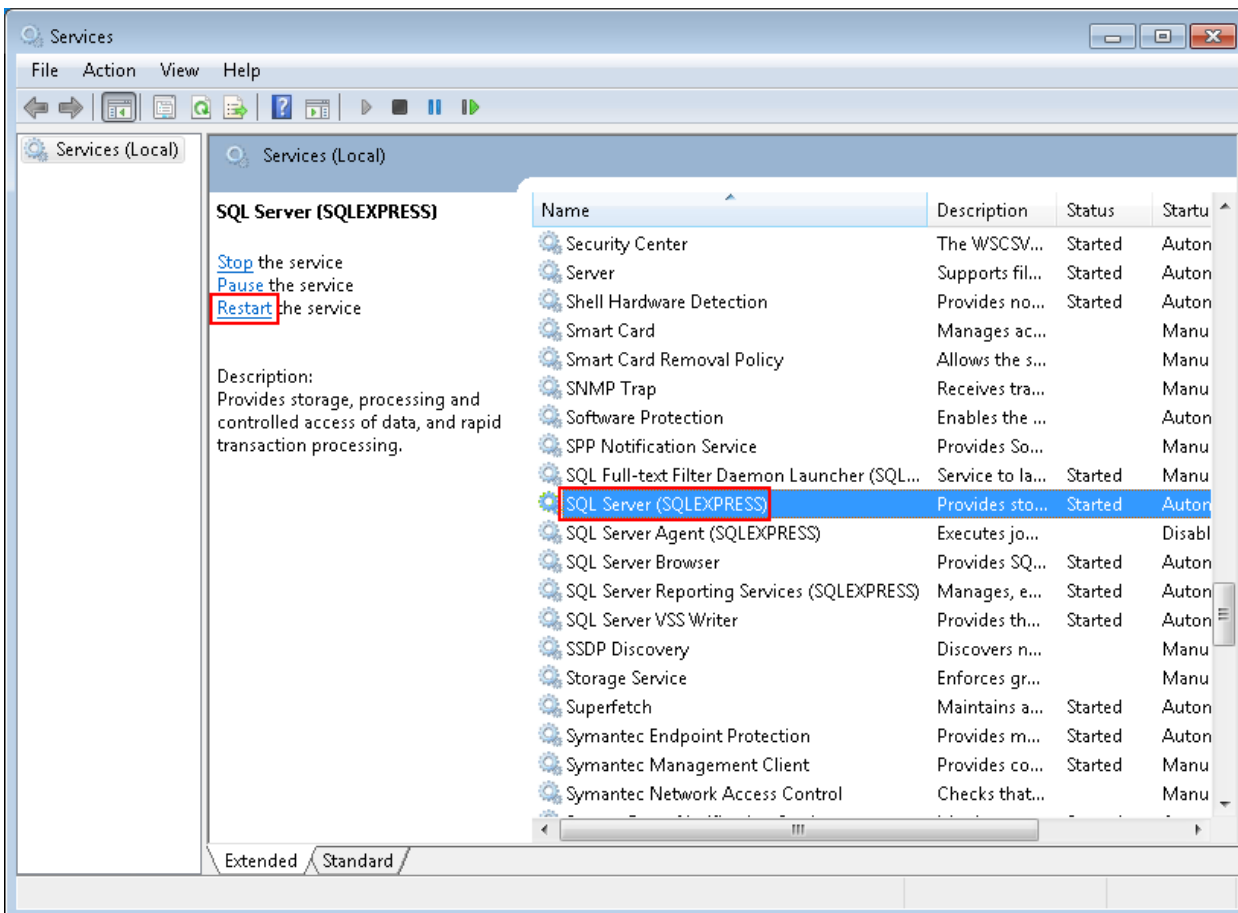 Services
File Action View Help
Services (Local)
Services (Local)
SQL Server (SQLEXPRESS)
Stop the service
Pause the service
Restart the service
Description:
Provides storage, processing and
controlled access of data, and rapid
transaction processing.
Name Description Status Startu
Security Center The WSCSV... Started Auton
Server Supports fil... Started Auton
Shell Hardware Detection Provides no... Started Auton
Smart Card Manages ac... Manu
Smart Card Removal Policy Allows the s... Manu
SNMP Trap Receives tra... Manu
Software Protection Enables the ... Auton
SPP Notification Service Provides So... Manu
SQL Full-text Filter Daemon Launcher (SQL... Service to la... Started Manu
SQL Server (SQLEXPRESS) Provides sto... Started Auton
SQL Server Agent (SQLEXPRESS) Executes jo... Disabl
SQL Server Browser Provides SQ... Started Auton
SQL Server Reporting Services (SQLEXPRESS) Manages, e... Started Auton
SQL Server VSS Writer Provides th... Started Auton
SSDP Discovery Discovers n... Manu
Storage Service Enforces gr... Manu
Superfetch Maintains a... Started Auton
Symantec Endpoint Protection Provides m... Started Auton
Symantec Management Client Provides co... Started Manu
Symantec Network Access Control Checks that... Manu
Extended Standard